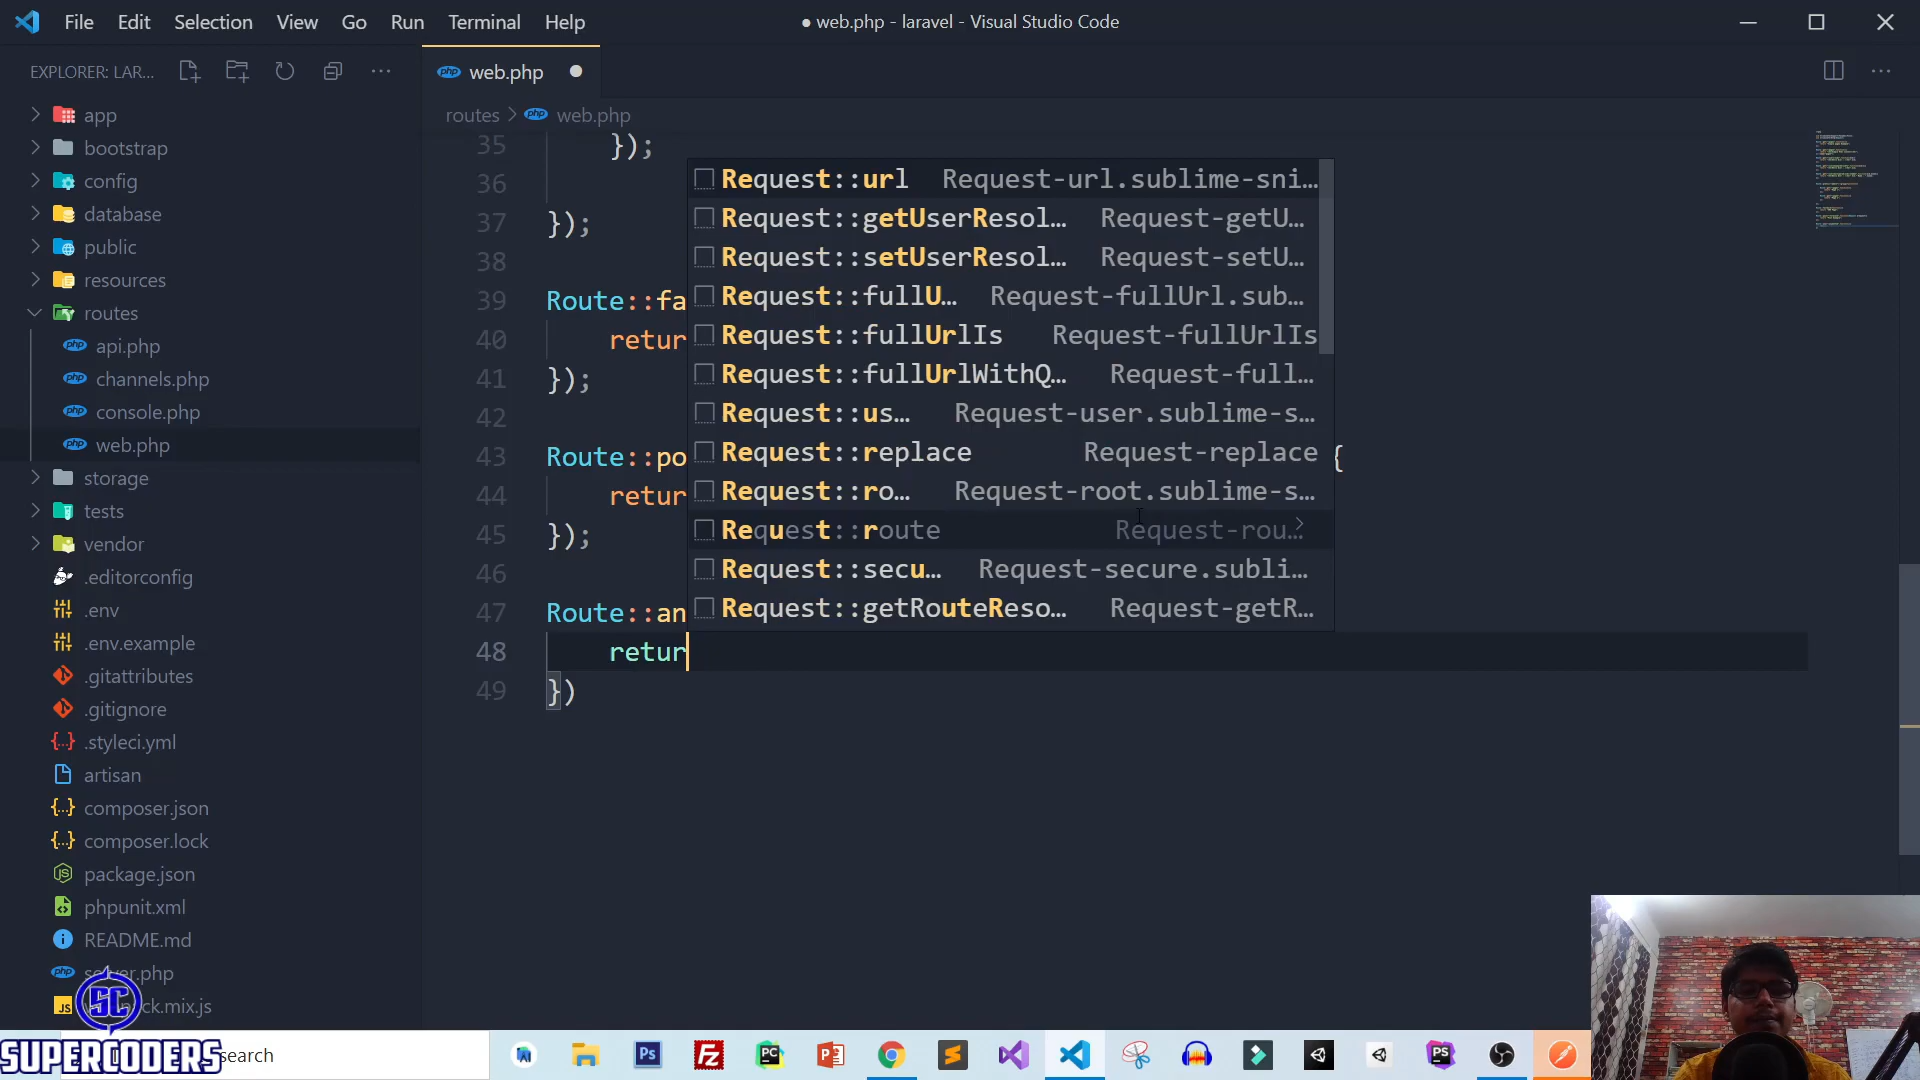 File Edit Selection View Go Run Terminal Help
● web.php - laravel - Visual Studio Code
EXPLORER: LAR...
web.php
routes > web.php
app
bootstrap
config
database
public
resources
routes
api.php
channels.php
console.php
web.php
storage
tests
vendor
.editorconfig
.env
.env.example
.gitattributes
.gitignore
.styleci.yml
artisan
composer.json
composer.lock
package.json
phpunit.xml
README.md
35 });
36
37 });
38
39 Route::fa
40 retur
41 });
42
43 Route::po {
44 retur
45 });
46
47 Route::an
48 retur
49 })
Request::url Request-url.sublime-sni...
Request::getUserResol... Request-getU...
Request::setUserResol... Request-setU...
Request::fullU... Request-fullUrl.sub...
Request::fullUrlIs Request-fullUrlIs
Request::fullUrlWithQ... Request-full...
Request::us... Request-user.sublime-s...
Request::replace Request-replace
Request::ro... Request-root.sublime-s...
Request::route Request-rou...
Request::secu... Request-secure.subli...
Request::getRouteReso... Request-getR...
SC
SUPERCODERS
search